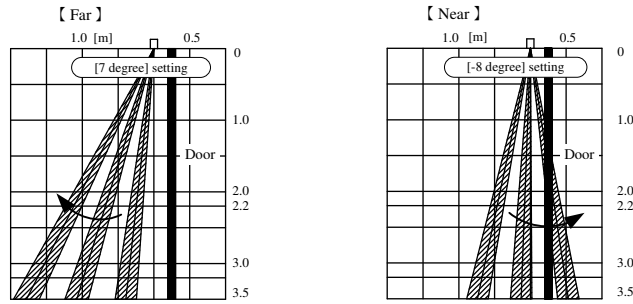 【 Far 】
1.0 [m] 0.5
0
[7 degree] setting
1.0
Door
2.0
2.2
3.0
3.5
【 Near 】
1.0 [m] 0.5
0
[-8 degree] setting
1.0
Door
2.0
2.2
3.0
3.5